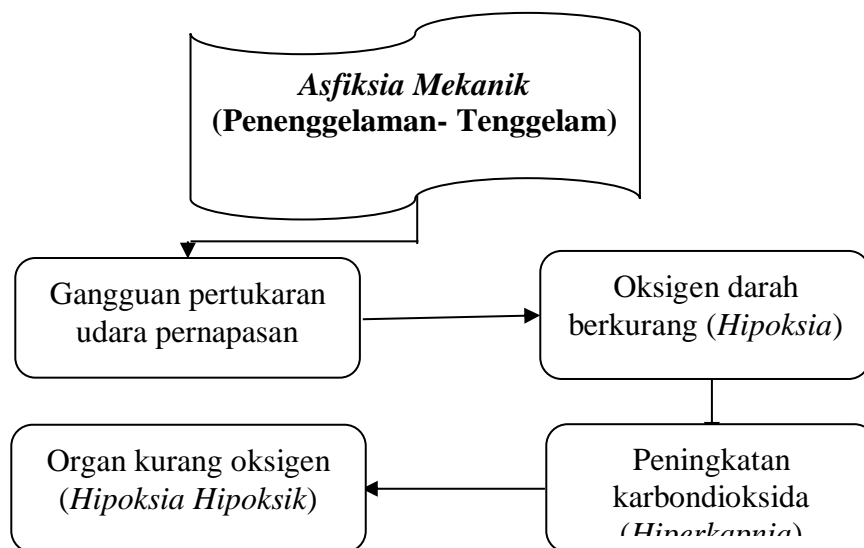 Asfiksia Mekanik
(Penenggelaman- Tenggelam)
Gangguan pertukaran
udara pernapasan
Oksigen darah
berkurang (Hipoksia)
Organ kurang oksigen
(Hipoksia Hipoksik)
Peningkatan
karbondioksida
(Hiperkapnia)